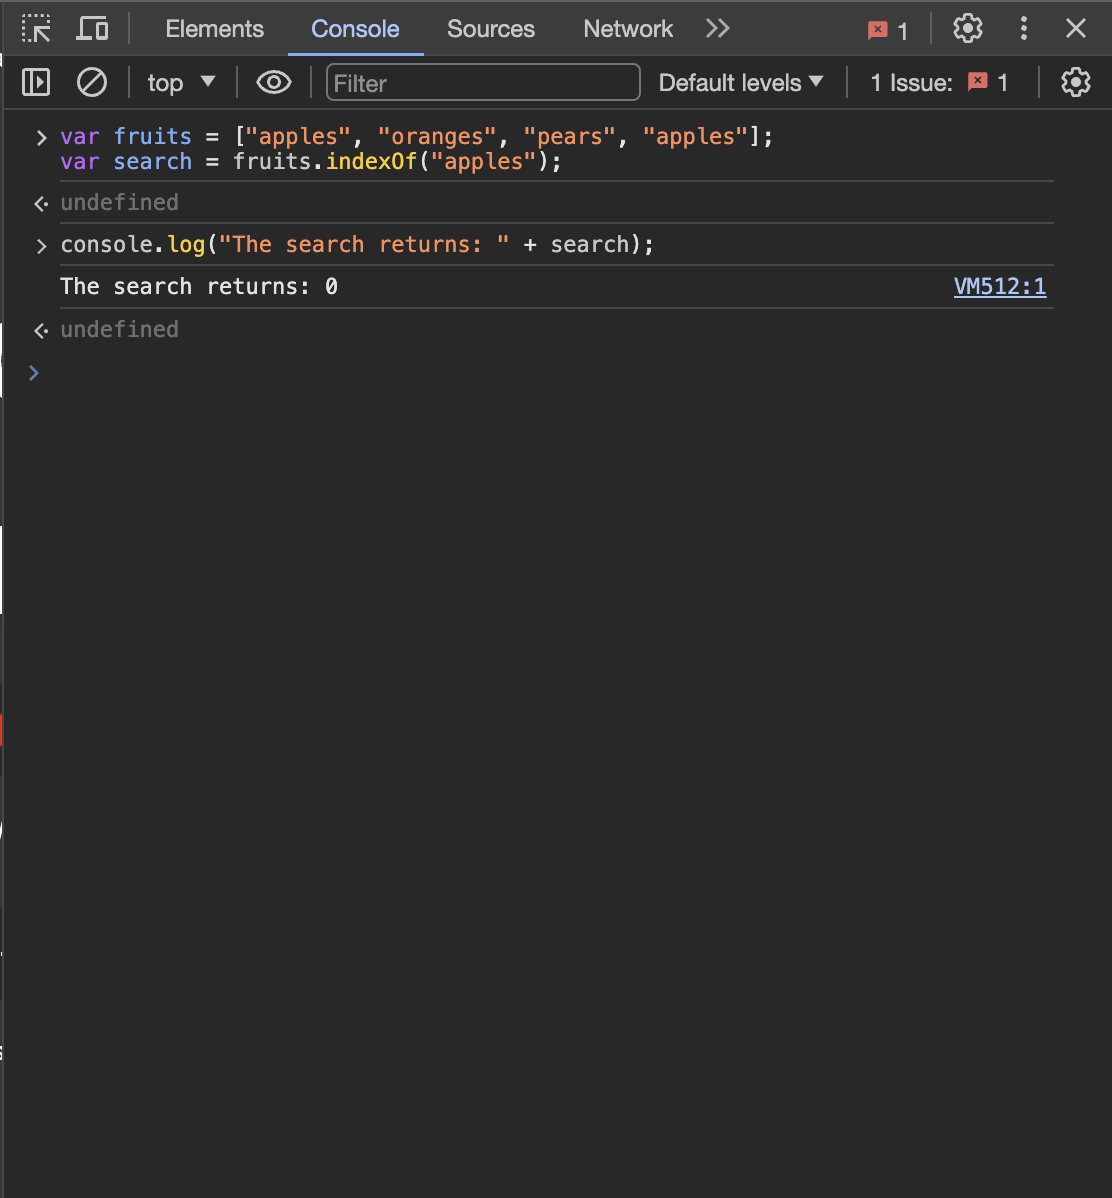 Elements Console Sources Network 1
top Filter Default levels 1 Issue: 1
var fruits = ["apples", "oranges", "pears", "apples"];
var search = fruits.indexOf("apples");
undefined
console.log("The search returns: " + search);
The search returns: 0 VM512:1
undefined